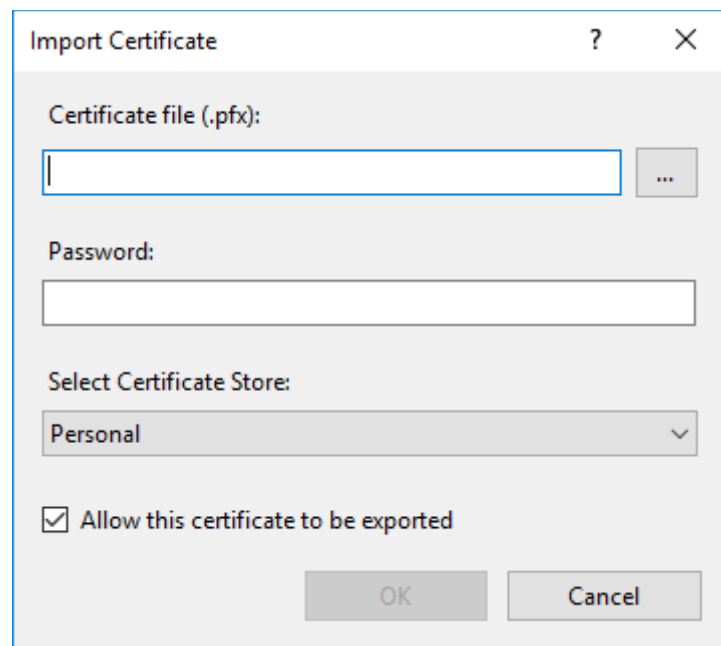 Import Certificate ?
Certificate file (.pfx):
...
Password:
Select Certificate Store:
Personal
Allow this certificate to be exported
OK Cancel